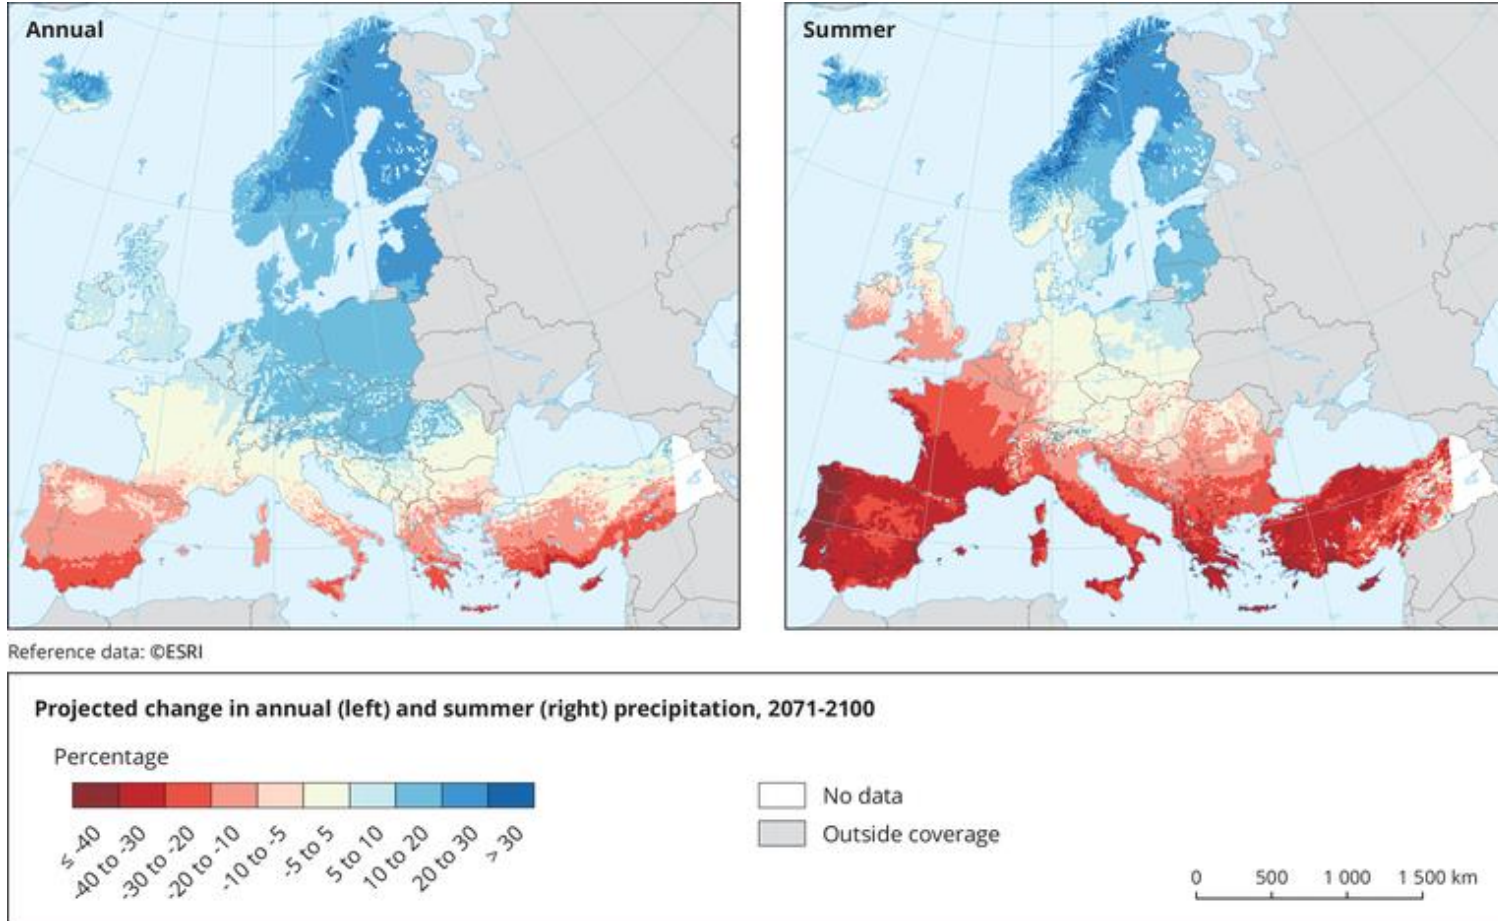 Annual
Summer
Reference data: ©ESRI
Projected change in annual (left) and summer (right) precipitation, 2071-2100
Percentage
≤ -40
-40 to -30
-30 to -20
-20 to -10
-10 to -5
-5 to 5
5 to 10
10 to 20
20 to 30
> 30
No data
Outside coverage
0 500 1 000 1 500 km